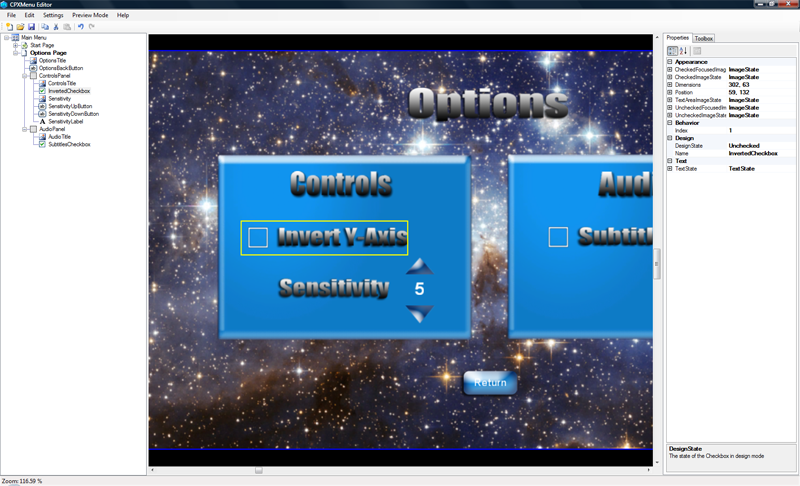 CPXMenu Editor
File Edit Settings Preview Mode Help
Main Menu
Start Page
Options Page
OptionsTitle
OptionsBackButton
ControlsPanel
ControlsTitle
InvertedCheckbox
Sensitivity
SensitivityUpButton
SensitivityDownButton
A SensitivityLabel
AudioPanel
AudioTitle
SubtitlesCheckbox
Options
Controls
Invert Y-Axis
Sensitivity 5
Audi
Subtitl
Return
Properties Toolbox
Appearance
CheckedFocusedImag ImageState
CheckedImageState ImageState
Dimensions 302, 63
Position 59, 132
TextAreaImageState ImageState
UncheckedFocusedIm ImageState
UncheckedImageState ImageState
Behavior
Index 1
Design
DesignState Unchecked
Name InvertedCheckbox
Text
TextState TextState
DesignState
The state of the Checkbox in design mode
Zoom: 116.59 %